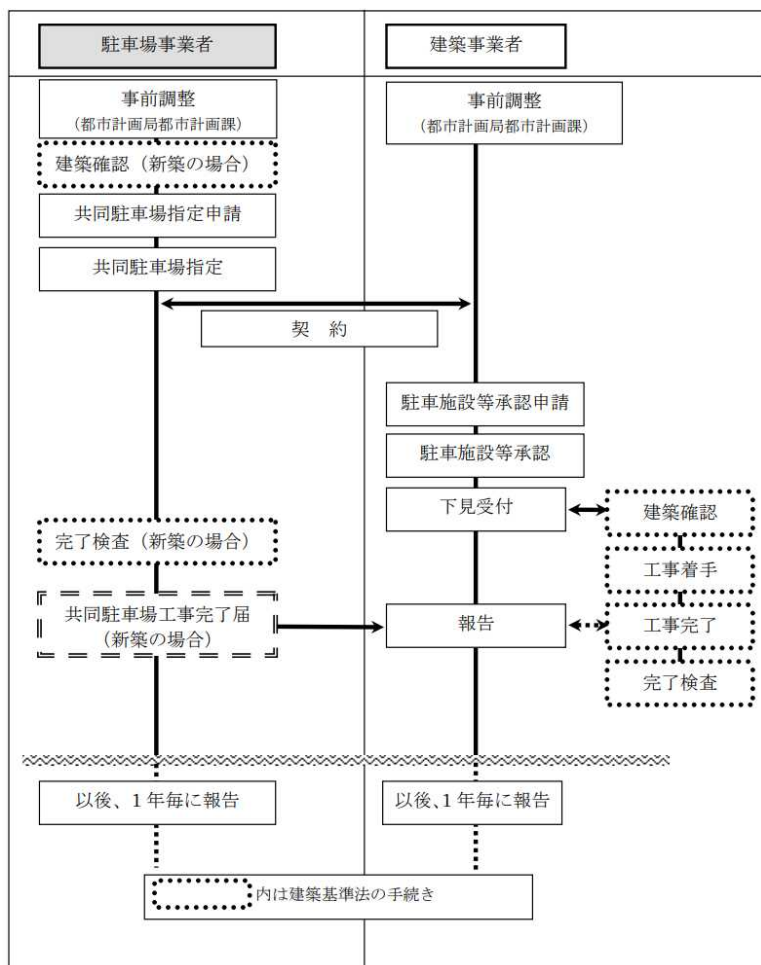 駐車場事業者
建築事業者
事前調整
（都市計画局都市計画課）
建築確認（新築の場合）
共同駐車場指定申請
共同駐車場指定
事前調整
（都市計画局都市計画課）
契　約
駐車施設等承認申請
駐車施設等承認
下見受付
建築確認
完了検査（新築の場合）
工事着手
共同駐車場工事完了届
（新築の場合）
報告
工事完了
完了検査
以後、1年毎に報告
以後、1年毎に報告
内は建築基準法の手続き